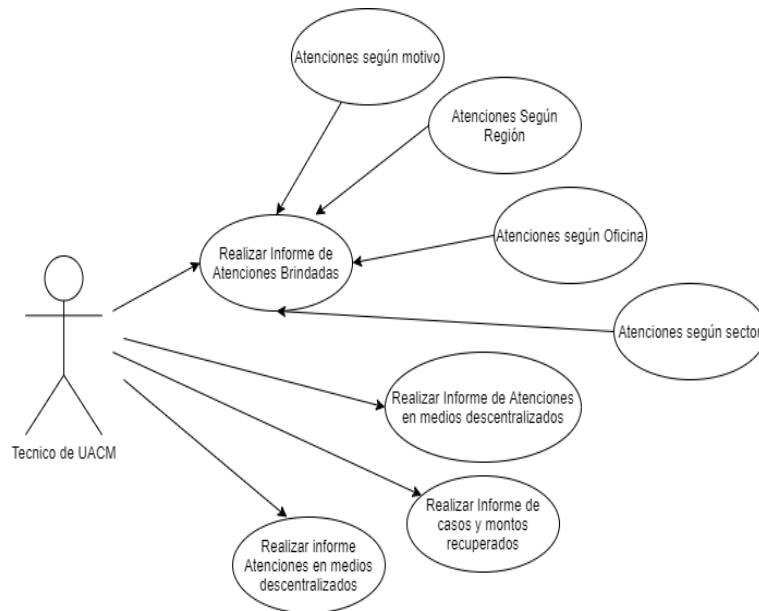 Atenciones según motivo
Atenciones Según
Región
Atenciones según Oficina
Realizar Informe de
Atenciones Brindadas
Atenciones según sector
Realizar Informe de Atenciones
en medios descentralizados
Tecnico de UACM
Realizar Informe de
casos y montos
recuperados
Realizar informe
Atenciones en medios
descentralizados